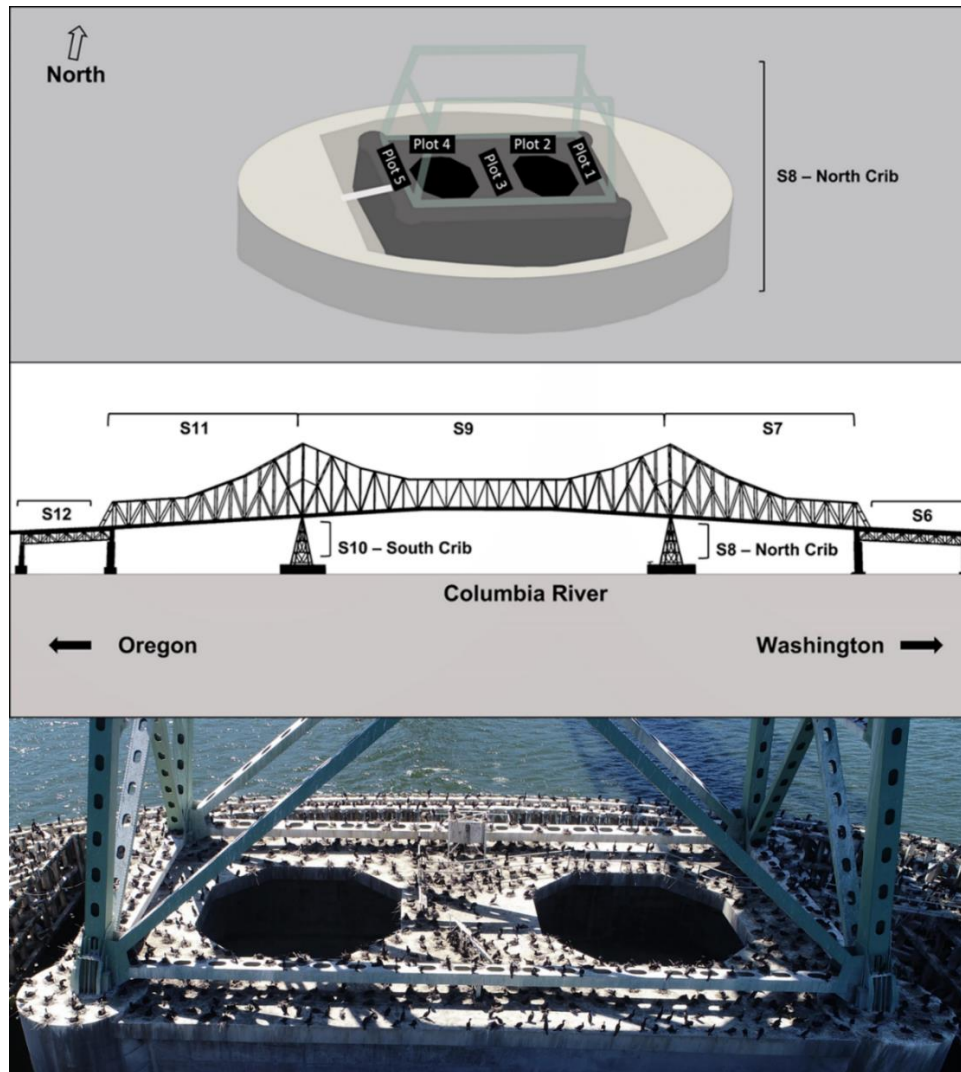 North
Plot 4
Plot 2
Plot 5
Plot 3
Plot 1
S8 – North Crib
S11
S9
S7
S12
S6
S10 – South Crib
S8 – North Crib
Columbia River
Oregon
Washington